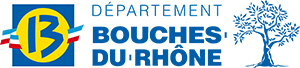 13
DÉPARTEMENT
BOUCHES-
DU-RHÔNE